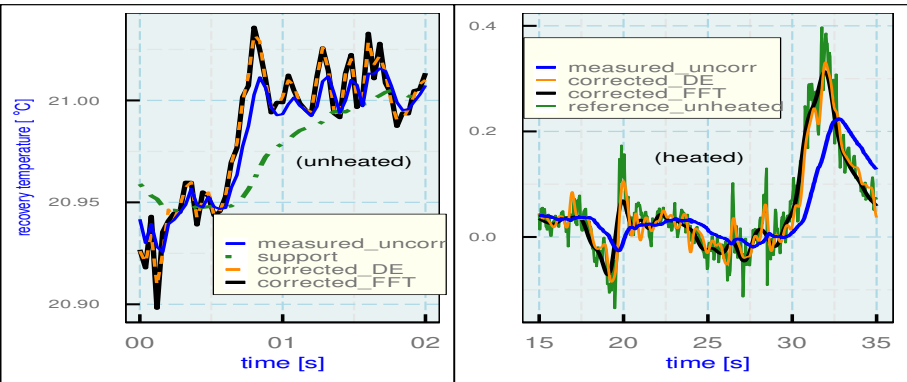 21.00
20.95
20.90
recovery temperature [ °C]
(unheated)
measured_uncorr
support
corrected_DE
corrected_FFT
00
01
02
time [s]
0.4
0.2
0.0
measured_uncorr
corrected_DE
corrected_FFT
reference_unheated
(heated)
15
20
25
30
35
time [s]